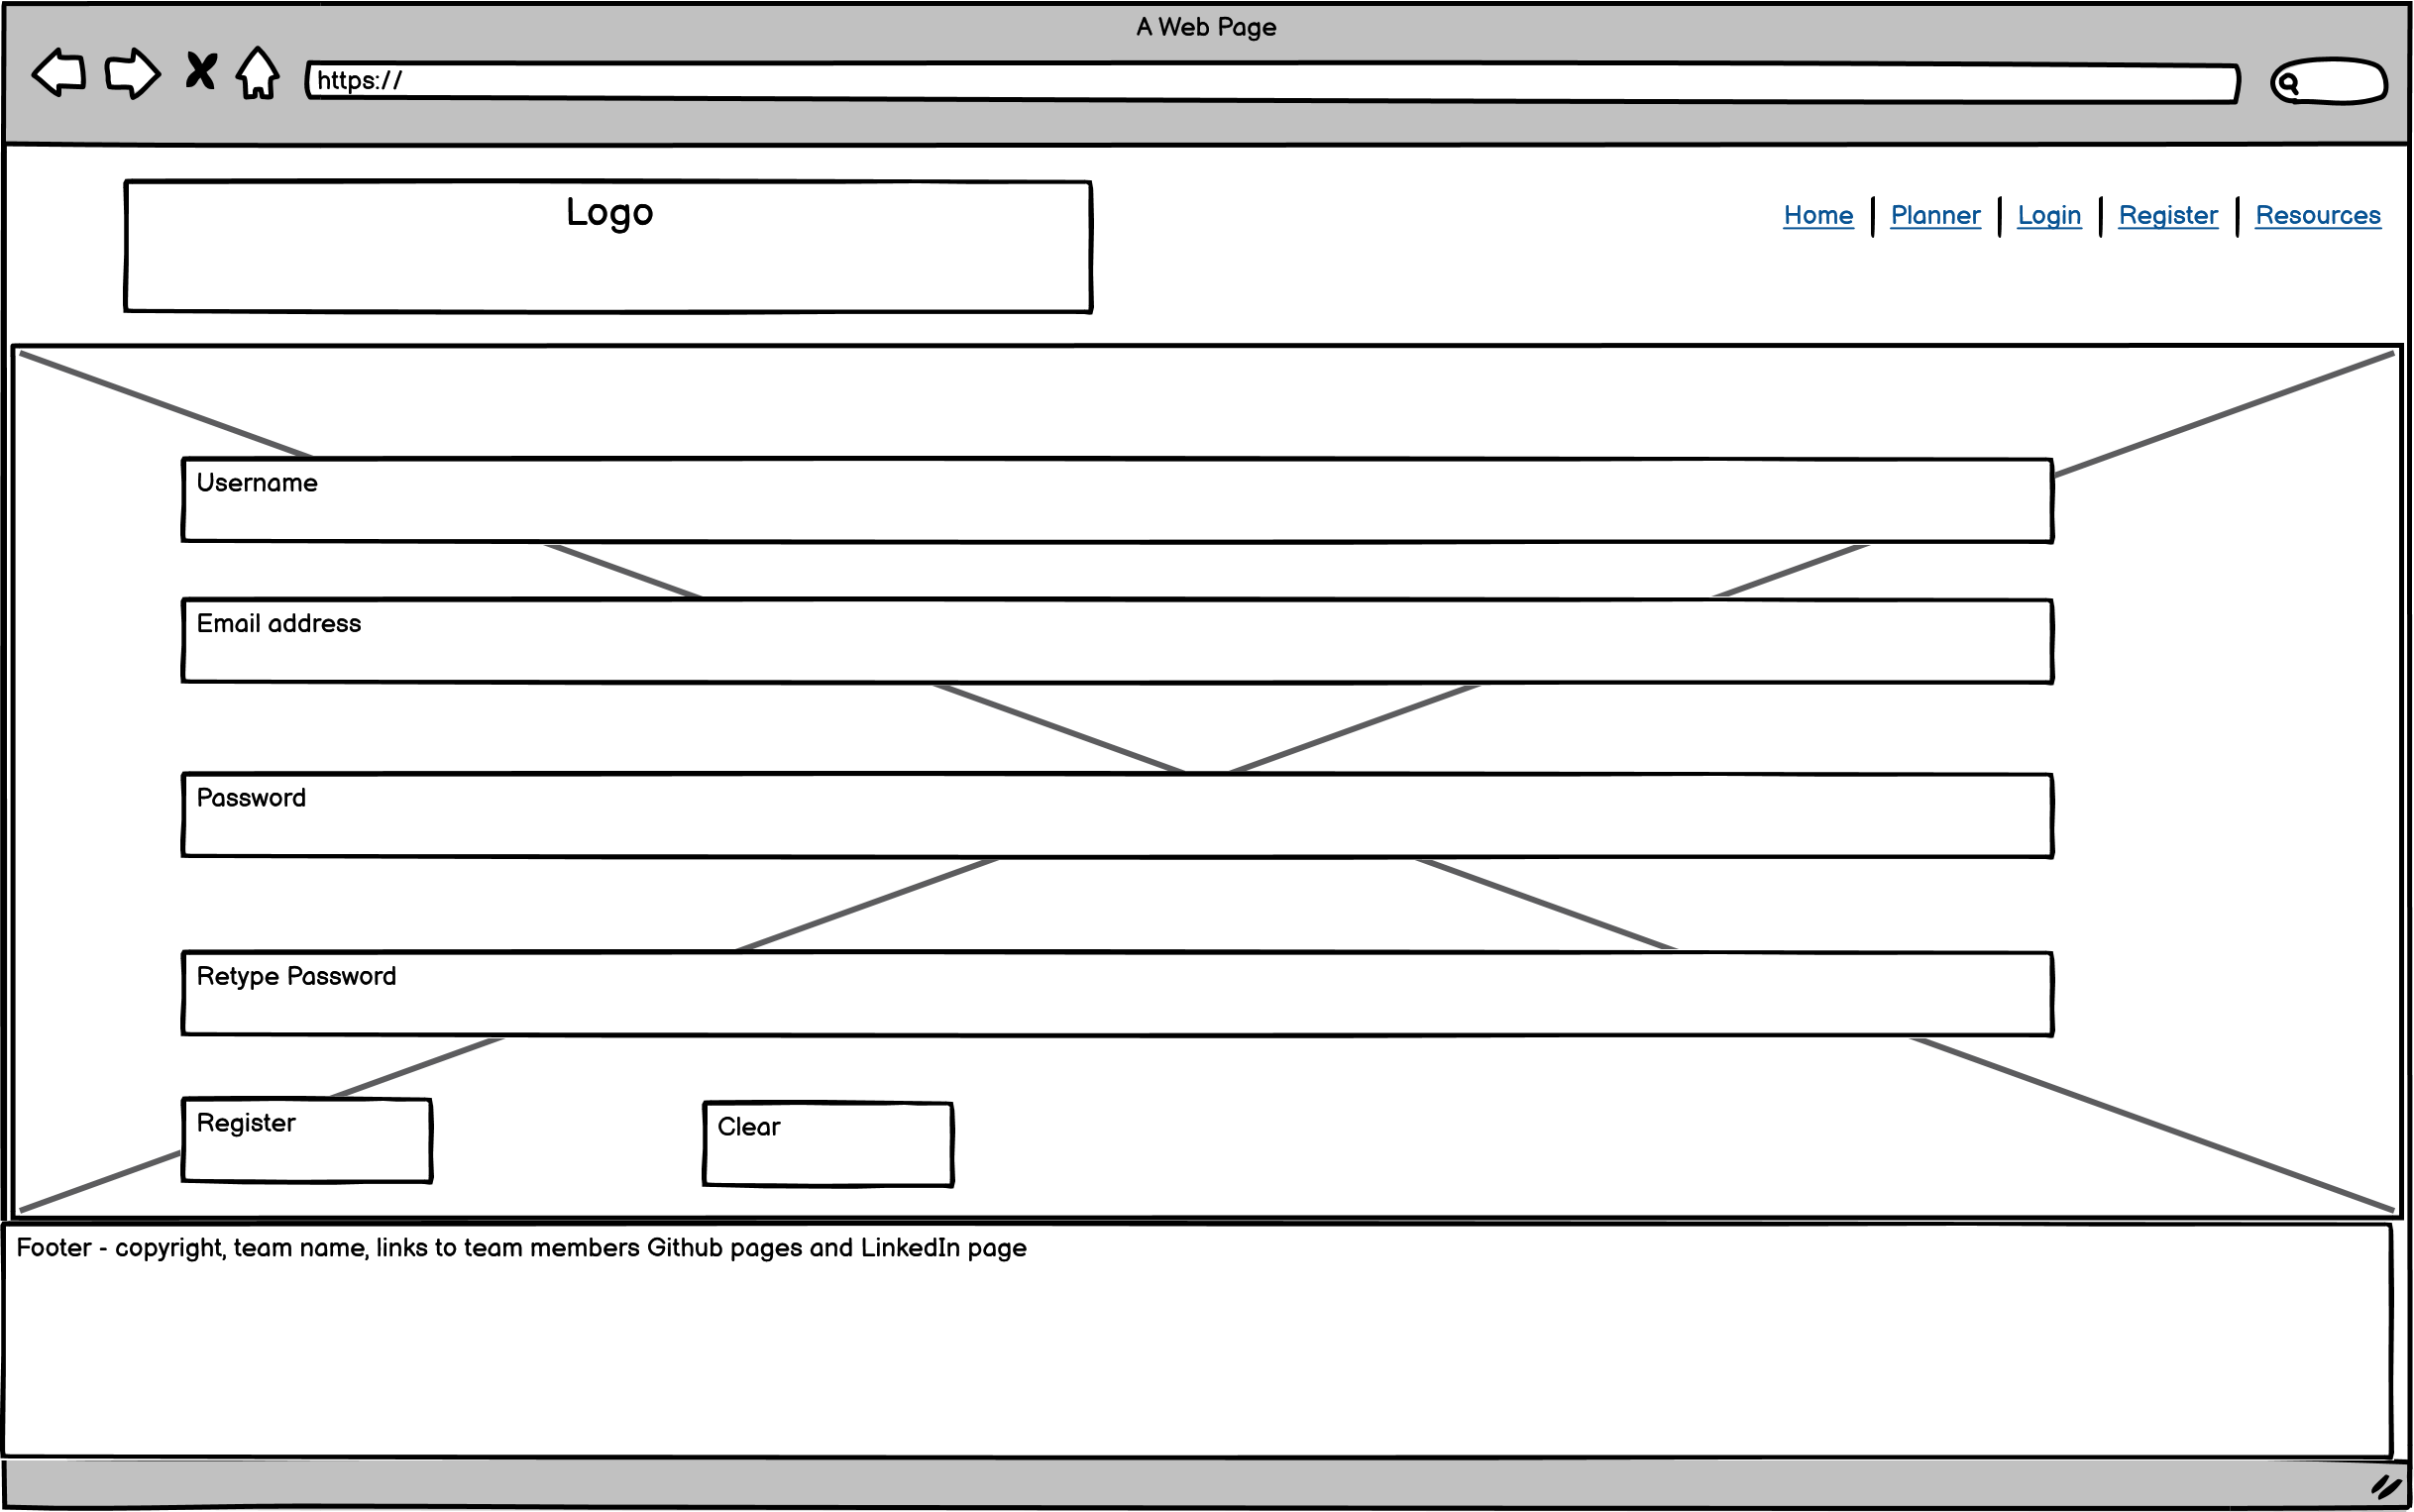 A Web Page
https://
Logo
Home | Planner | Login | Register | Resources
Username
Email address
Password
Retype Password
Register
Clear
Footer - copyright, team name, links to team members Github pages and LinkedIn page